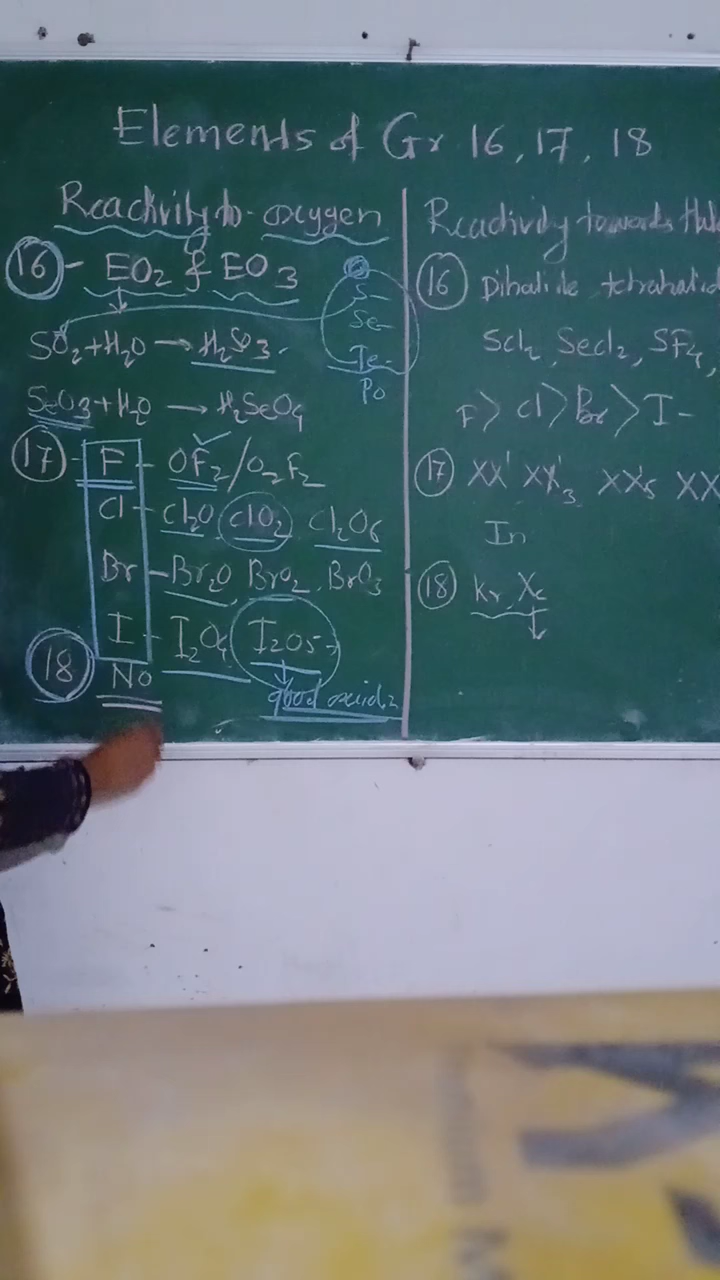 Elements of Gr 16, 17, 18
Reactivity to oxygen
16 - EO2 & EO3
S-
Se-
Te-
Po
SO2 + H2O → H2SO3.
SeO3 + H2O → H2SeO4
17 - F - OF2/O2F2
Cl - Cl2O ClO2 Cl2O6
Br - Br2O, BrO2, BrO3
I - I2O4 I2O5-
good
18 No
Reactivity towards
16 Dihalide tetrahalid
SCl2, SeCl2, SF4,
F > Cl > Br > I -
17 XX' XX'3 XX'5 XX
In
18 Kr, Xe